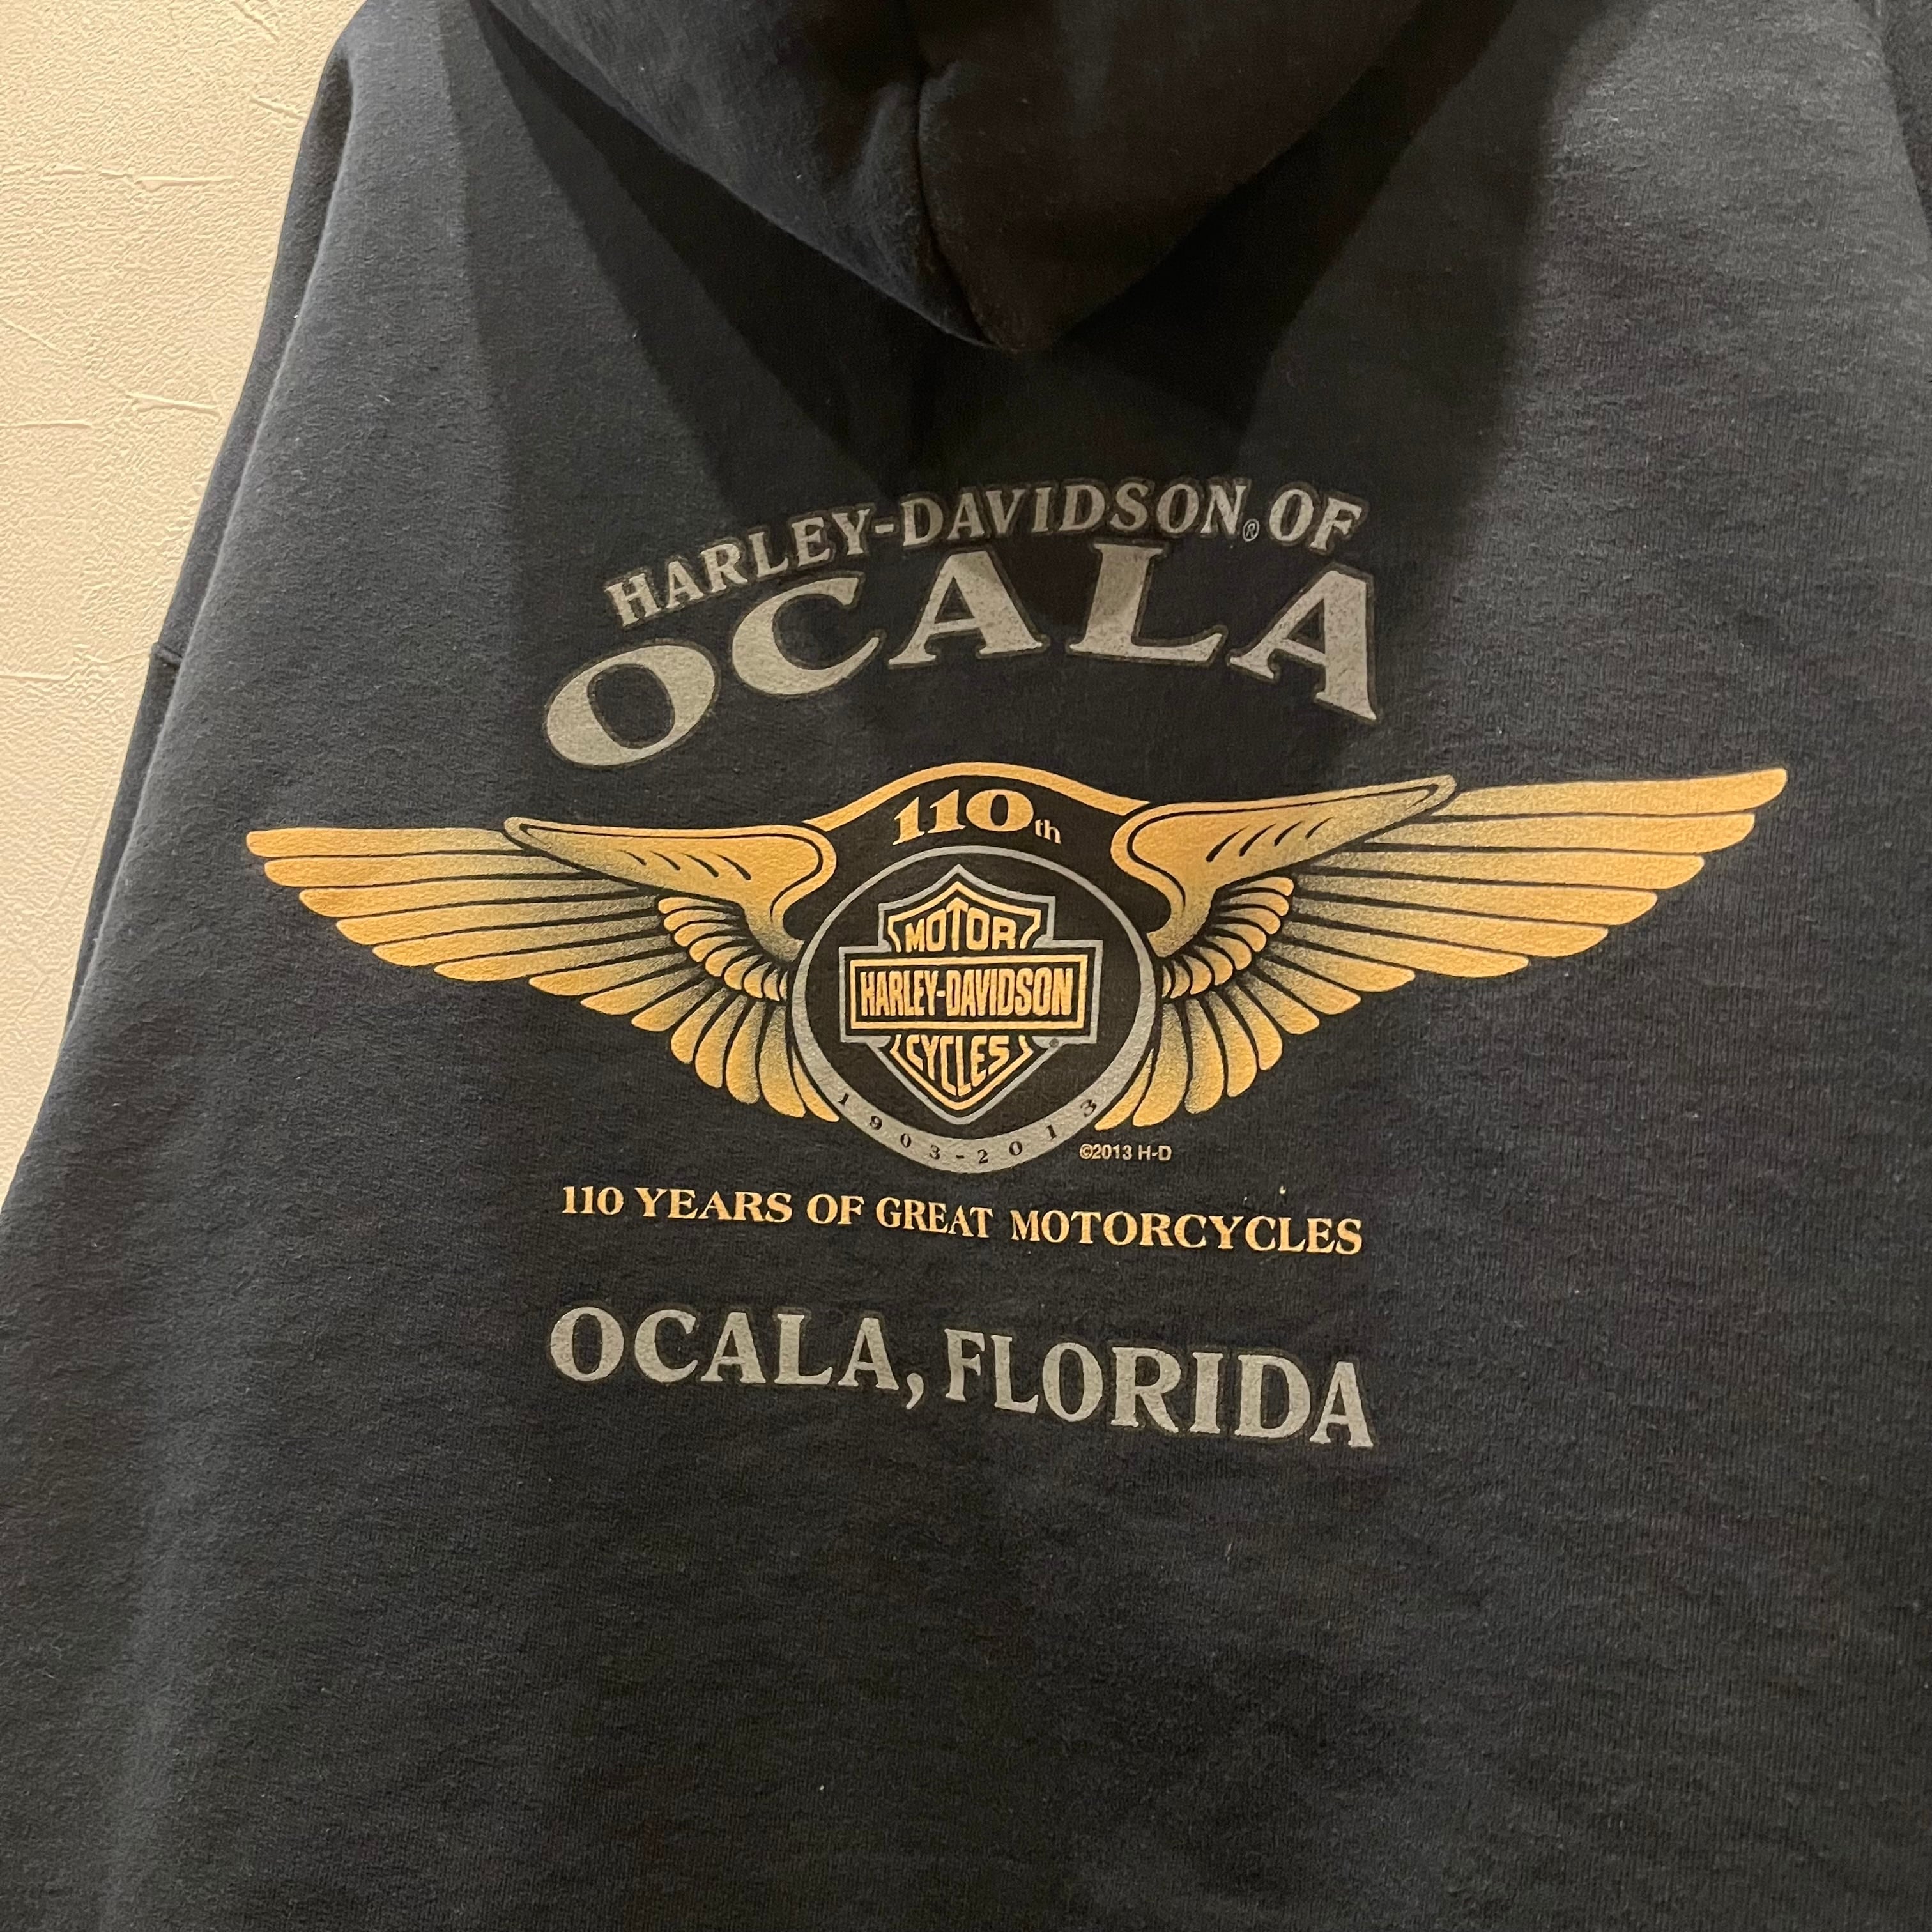 HARLEY-DAVIDSON® OF
OCALA
110th
MOTOR
HARLEY-DAVIDSON
CYCLES
1903-2013
©2013 H-D
110 YEARS OF GREAT MOTORCYCLES
OCALA, FLORIDA